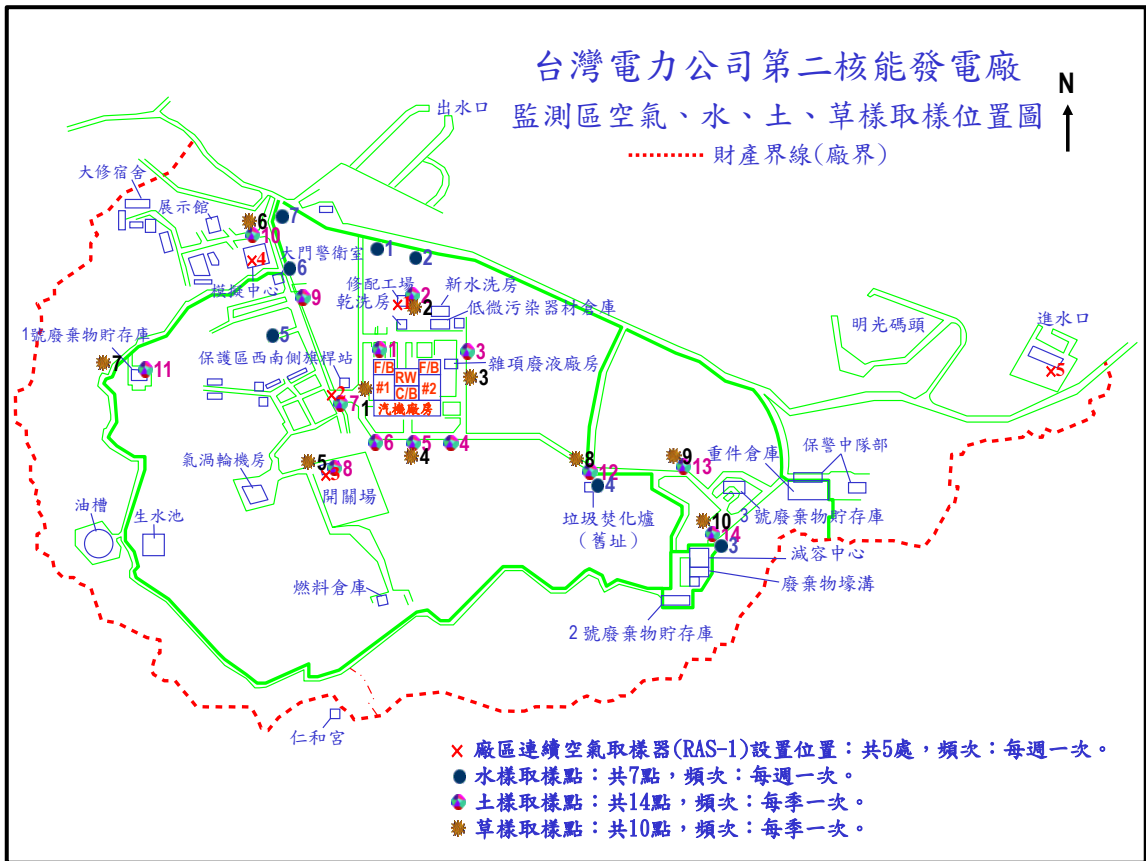 台灣電力公司第二核能發電廠
監測區空氣、水、土、草樣取樣位置圖
N
財產界線(廠界)
出水口
大修宿舍
展示館
6
7
10
大門警衛室
1
2
4
6
模擬中心
9
修配工場
新水洗房
2
1
2
乾洗房
低微污染器材倉庫
明光碼頭
進水口
1號廢棄物貯存庫
5
保護區西南側旗桿站
1
3
雜項廢液廠房
5
7
11
F/B
#1
RW
C/B
F/B
#2
3
2
7
1
汽機廠房
6
5
4
4
5
8
3
開關場
氣渦輪機房
8
12
4
9
13
重件倉庫
保警中隊部
油槽
生水池
垃圾焚化爐
(舊址)
10
14
3
3號廢棄物貯存庫
減容中心
廢棄物壕溝
燃料倉庫
2號廢棄物貯存庫
仁和宮
廠區連續空氣取樣器(RAS-1)設置位置：共5處，頻次：每週一次。
水樣取樣點：共7點，頻次：每週一次。
土樣取樣點：共14點，頻次：每季一次。
草樣取樣點：共10點，頻次：每季一次。